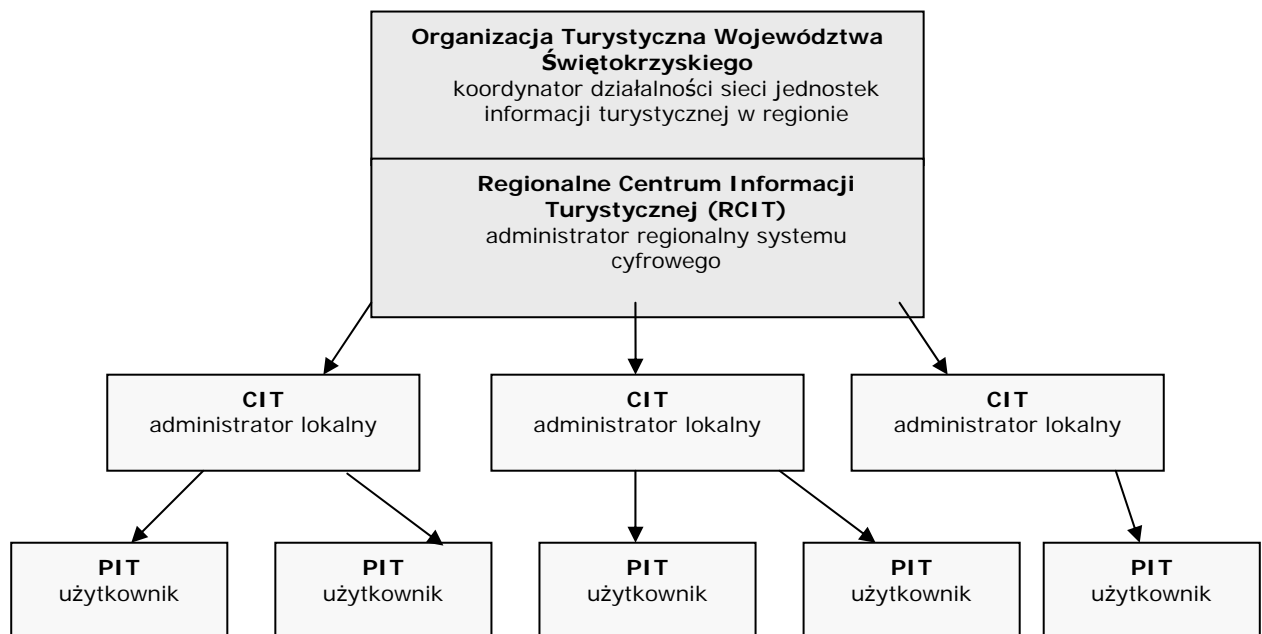 Organizacja Turystyczna Województwa
Świętokrzyskiego
koordynator działalności sieci jednostek
informacji turystycznej w regionie
Regionalne Centrum Informacji
Turystycznej (RCIT)
administrator regionalny systemu
cyfrowego
CIT
administrator lokalny
CIT
administrator lokalny
CIT
administrator lokalny
PIT
użytkownik
PIT
użytkownik
PIT
użytkownik
PIT
użytkownik
PIT
użytkownik